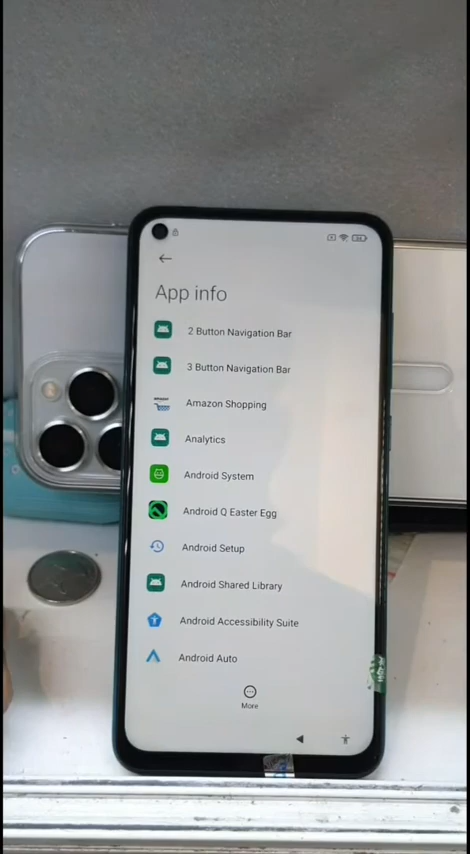 App info
2 Button Navigation Bar
3 Button Navigation Bar
Amazon Shopping
Analytics
Android System
Android Q Easter Egg
Android Setup
Android Shared Library
Android Accessibility Suite
Android Auto
More